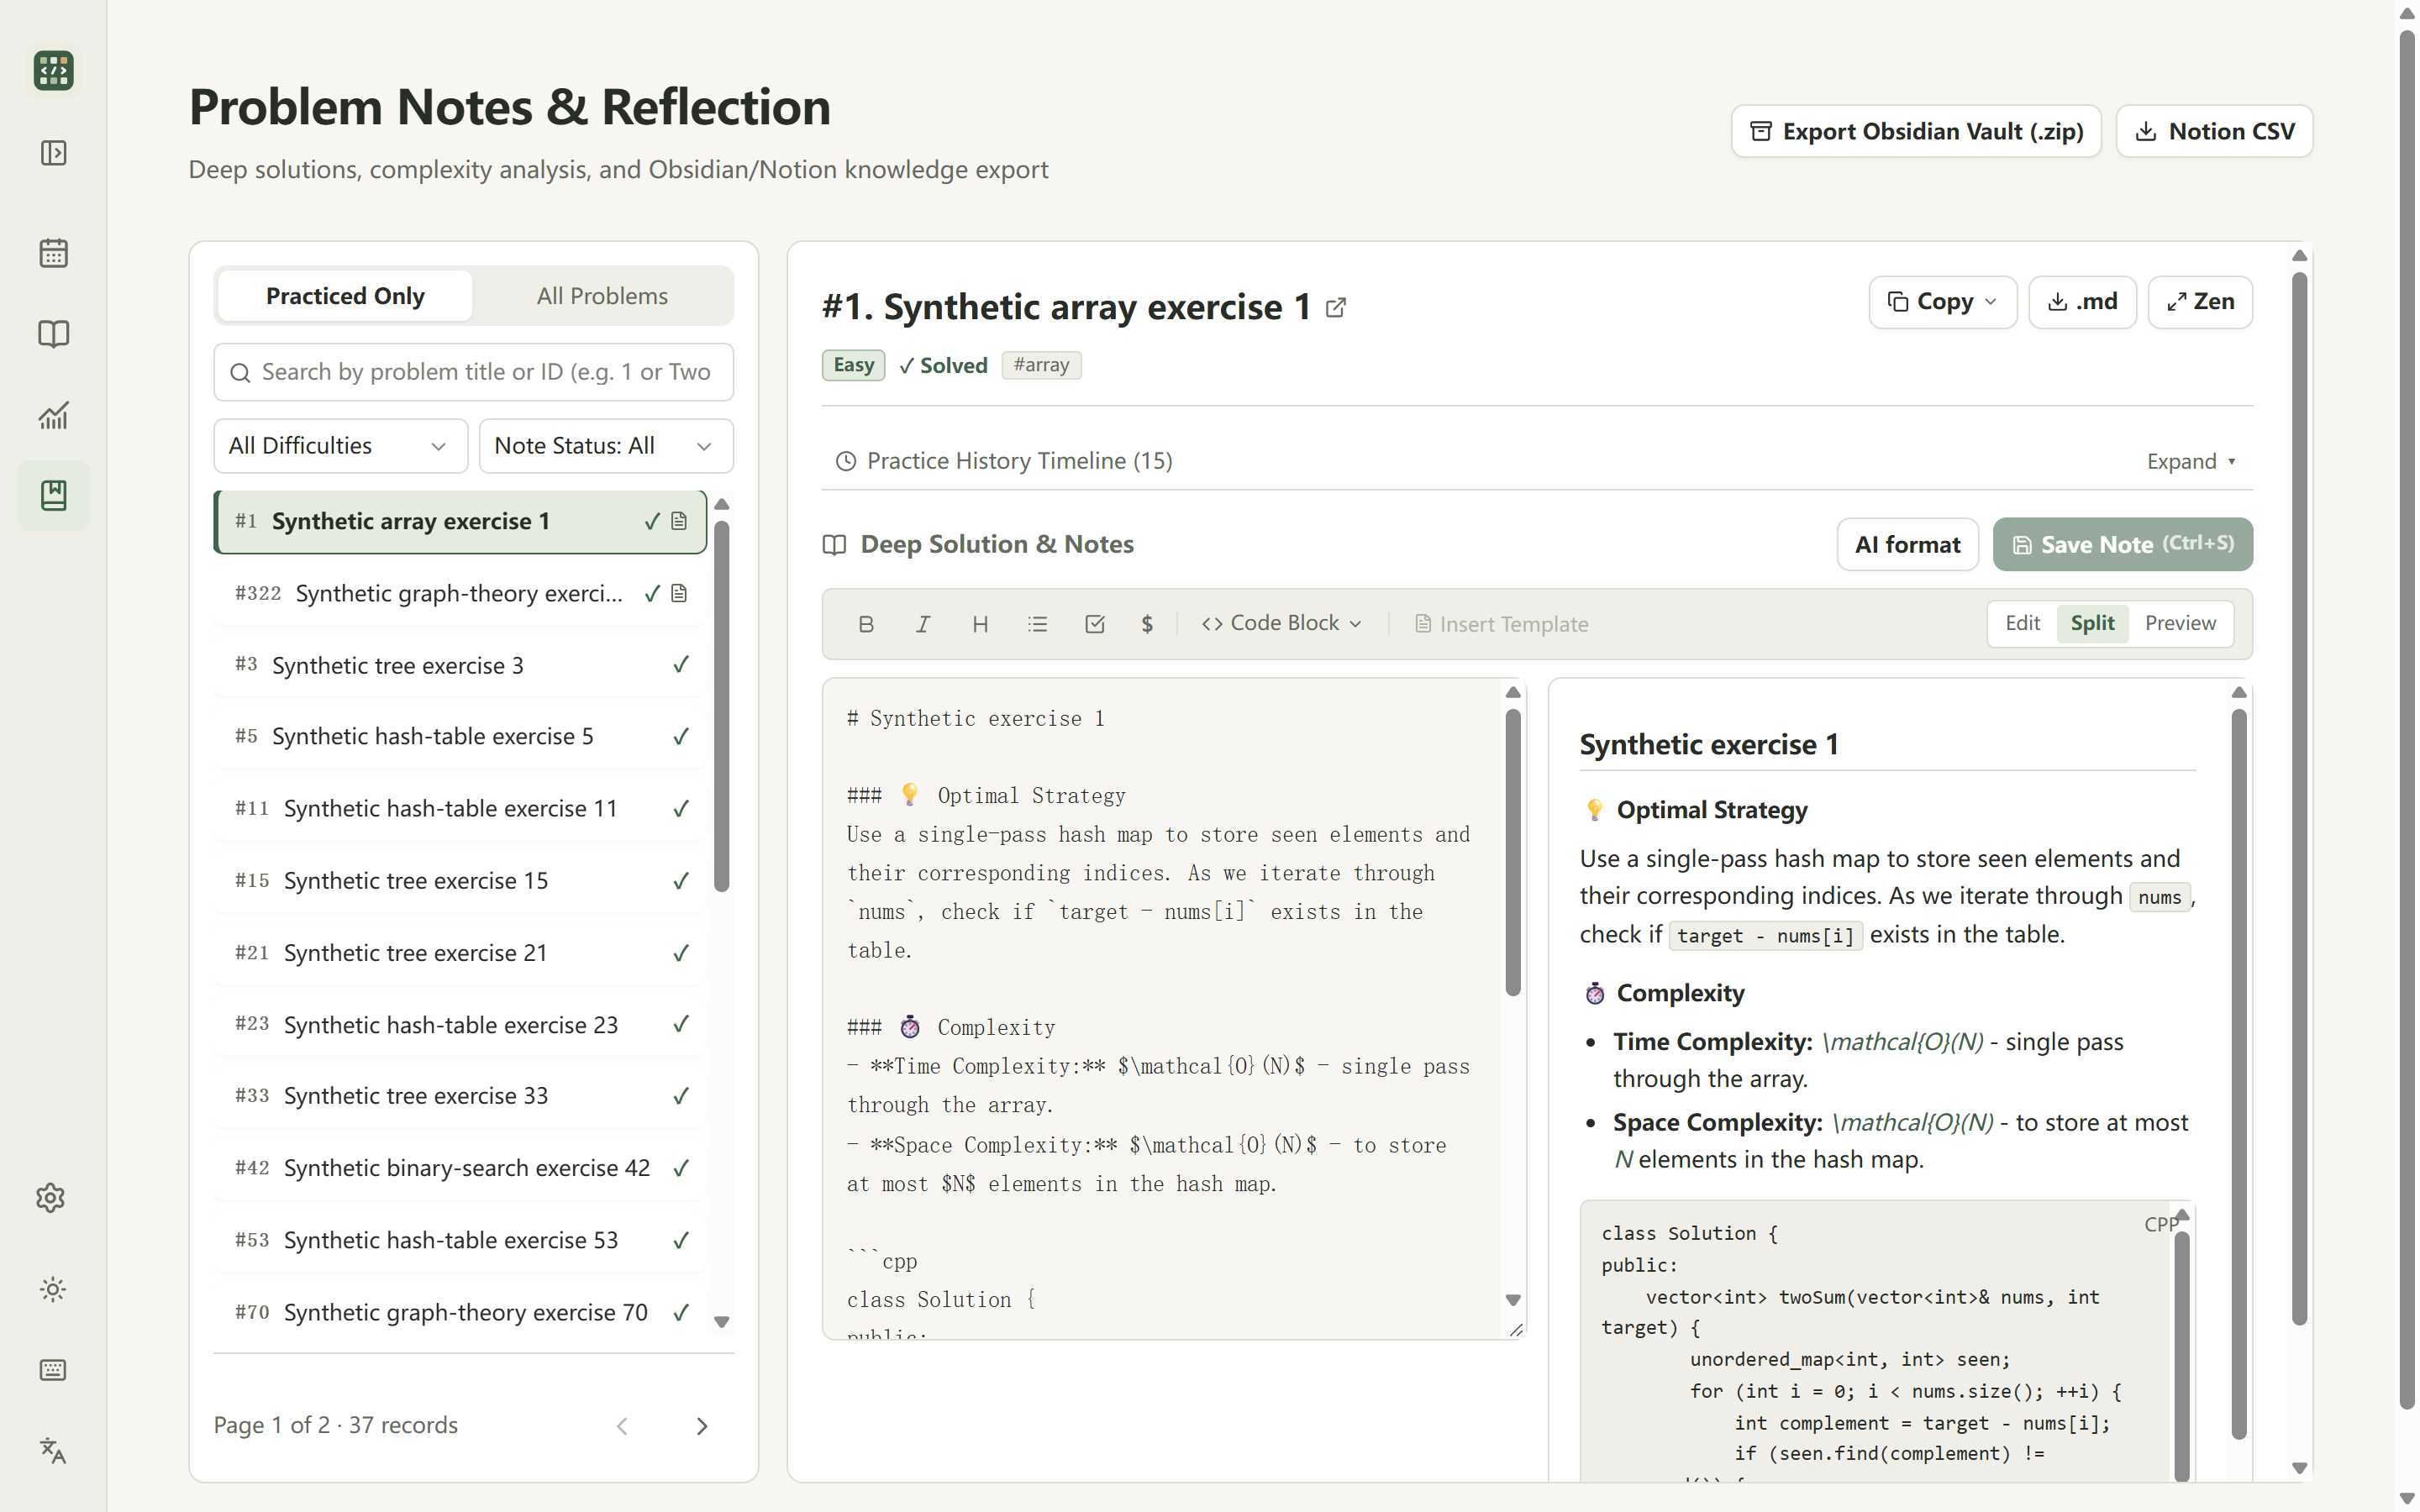 Problem Notes & Reflection
Deep solutions, complexity analysis, and Obsidian/Notion knowledge export
Export Obsidian Vault (.zip)
Notion CSV
Practiced Only
All Problems
Search by problem title or ID (e.g. 1 or Two
All Difficulties
Note Status: All
#1 Synthetic array exercise 1
#322 Synthetic graph-theory exerci...
#3 Synthetic tree exercise 3
#5 Synthetic hash-table exercise 5
#11 Synthetic hash-table exercise 11
#15 Synthetic tree exercise 15
#21 Synthetic tree exercise 21
#23 Synthetic hash-table exercise 23
#33 Synthetic tree exercise 33
#42 Synthetic binary-search exercise 42
#53 Synthetic hash-table exercise 53
#70 Synthetic graph-theory exercise 70
Page 1 of 2 · 37 records
#1. Synthetic array exercise 1
Copy
.md
Zen
Easy ✓ Solved #array
Practice History Timeline (15)
Expand
Deep Solution & Notes
AI format
Save Note (Ctrl+S)
B I H $ <> Code Block Insert Template
Edit Split Preview
# Synthetic exercise 1
### 💡 Optimal Strategy
Use a single-pass hash map to store seen elements and
their corresponding indices. As we iterate through
`nums`, check if `target - nums[i]` exists in the
table.
### ⏱️ Complexity
- **Time Complexity:** $\mathcal{O}(N)$ - single pass
through the array.
- **Space Complexity:** $\mathcal{O}(N)$ - to store
at most $N$ elements in the hash map.
```cpp
class Solution {
public:
Synthetic exercise 1
💡 Optimal Strategy
Use a single-pass hash map to store seen elements and
their corresponding indices. As we iterate through nums,
check if target - nums[i] exists in the table.
⏱️ Complexity
• Time Complexity: \mathcal{O}(N) - single pass
through the array.
• Space Complexity: \mathcal{O}(N) - to store at most
N elements in the hash map.
CPP
class Solution {
public:
    vector<int> twoSum(vector<int>& nums, int
target) {
        unordered_map<int, int> seen;
        for (int i = 0; i < nums.size(); ++i) {
            int complement = target - nums[i];
            if (seen.find(complement) !=